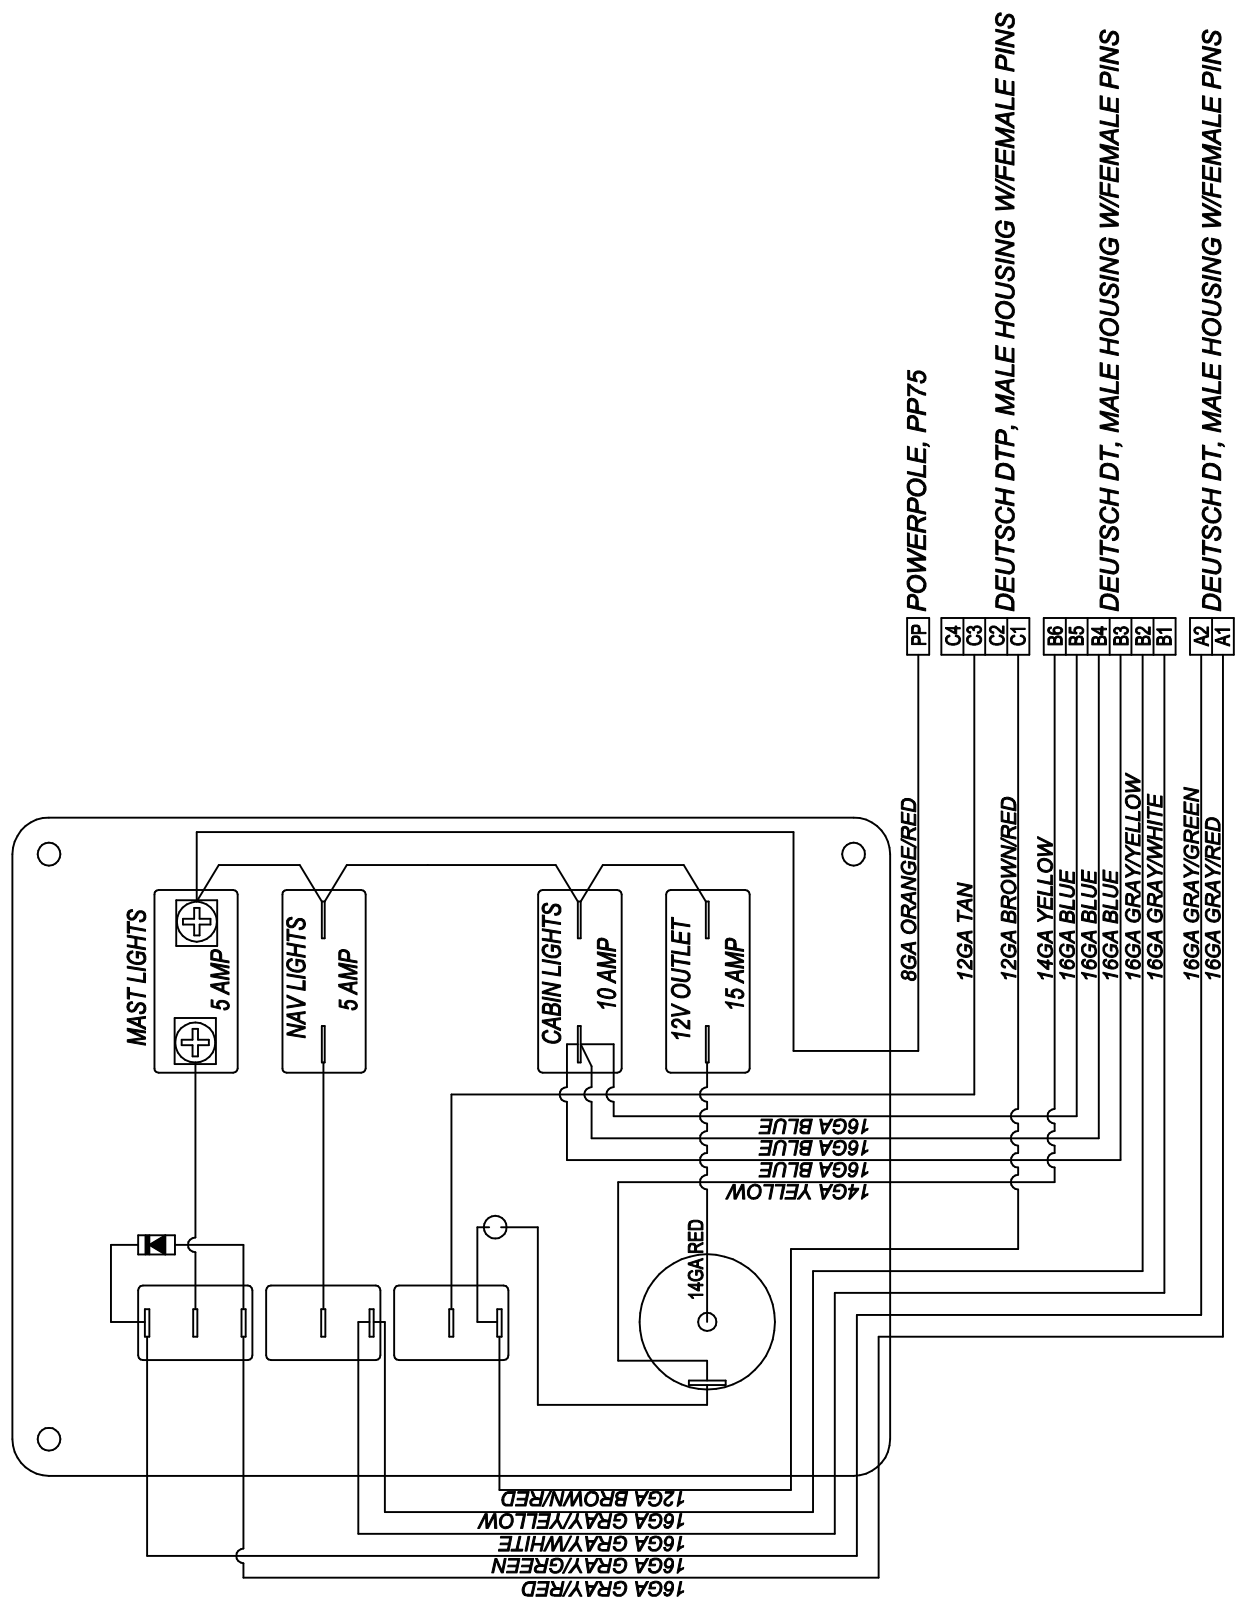 POWERPOLE, PP75
DEUTSCH DTP, MALE HOUSING W/FEMALE PINS
DEUTSCH DT, MALE HOUSING W/FEMALE PINS
DEUTSCH DT, MALE HOUSING W/FEMALE PINS
PP
C4
C3
C2
C1
B6
B5
B4
B3
B2
B1
A2
A1
8GA ORANGE/RED
12GA TAN
12GA BROWN/RED
14GA YELLOW
16GA BLUE
16GA BLUE
16GA BLUE
16GA GRAY/YELLOW
16GA GRAY/WHITE
16GA GRAY/GREEN
16GA GRAY/RED
MAST LIGHTS
5 AMP
NAV LIGHTS
5 AMP
CABIN LIGHTS
10 AMP
12V OUTLET
15 AMP
16GA BLUE
16GA BLUE
16GA BLUE
14GA YELLOW
14GA RED
12GA BROWN/RED
16GA GRAY/YELLOW
16GA GRAY/WHITE
16GA GRAY/GREEN
16GA GRAY/RED